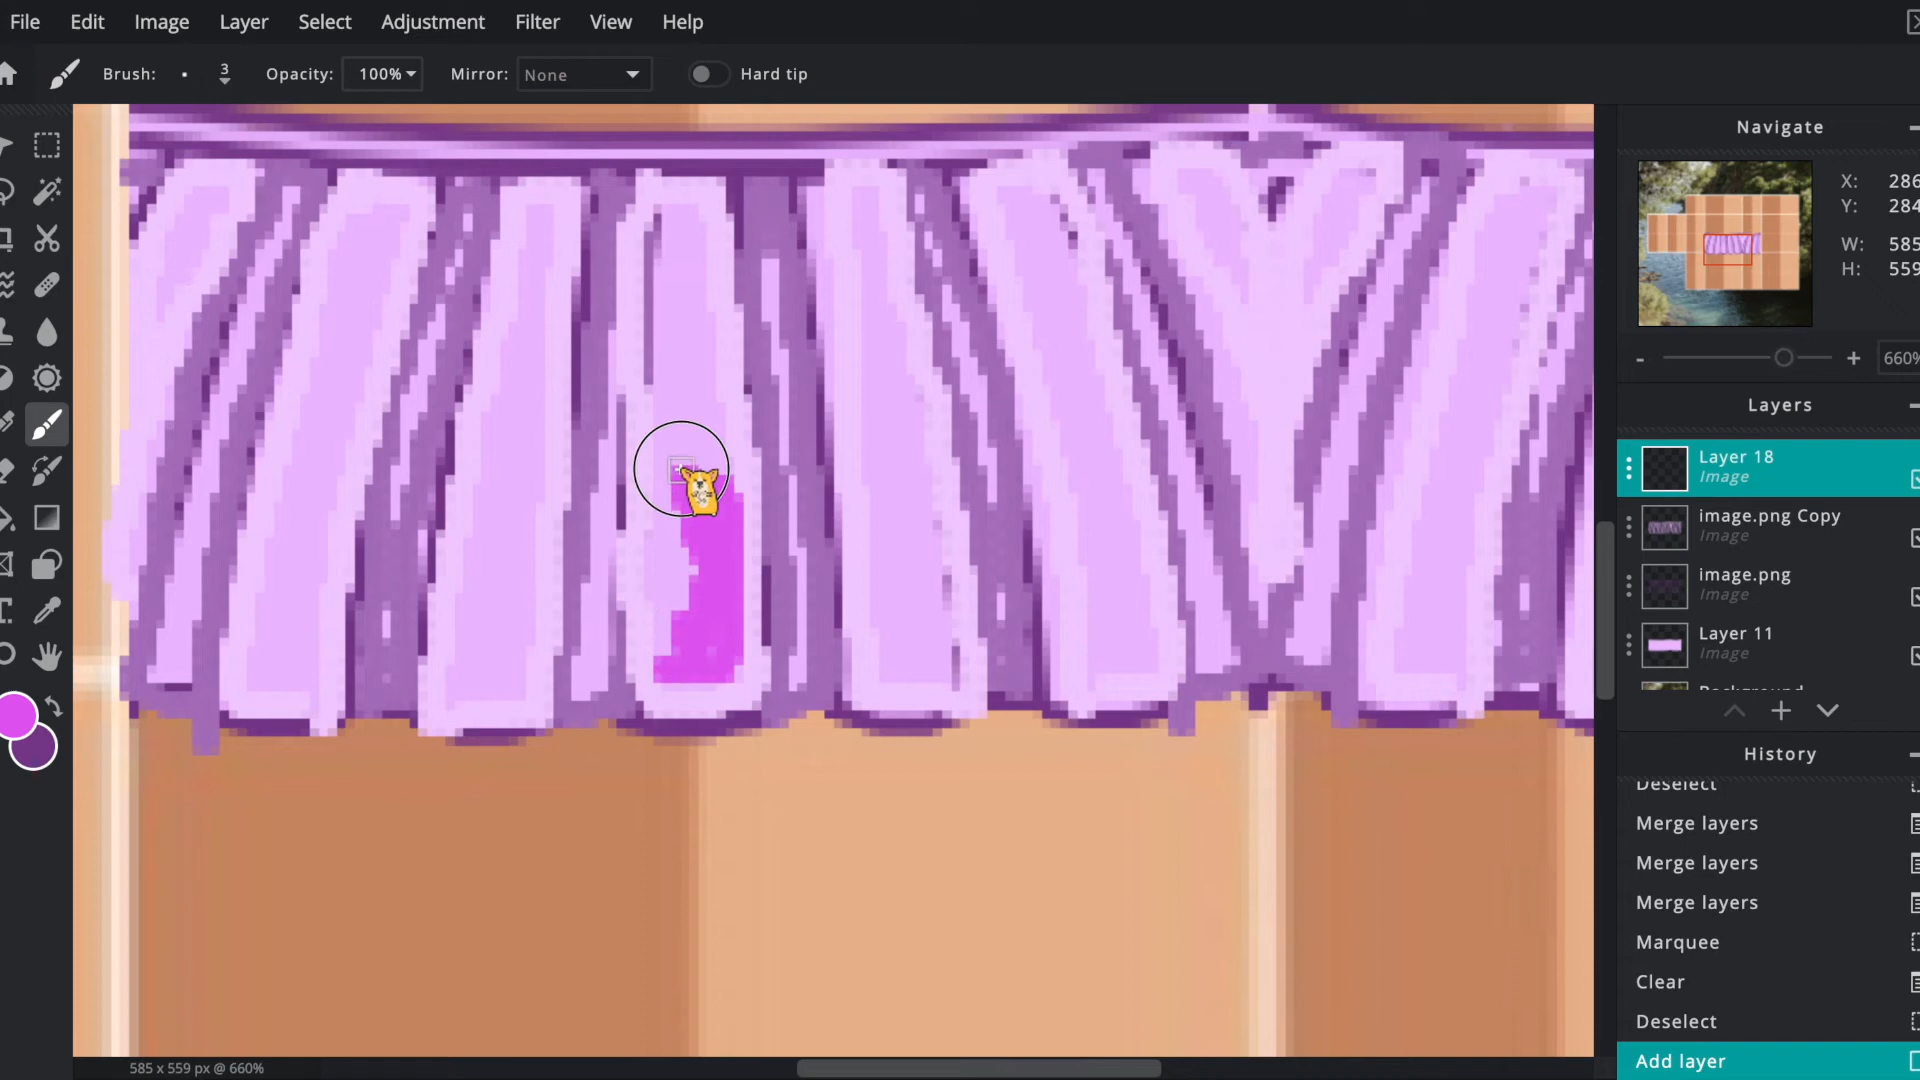 File Edit Image Layer Select Adjustment Filter View Help
Brush: 3 Opacity: 100% Mirror: None Hard tip
Navigate
X: 286
Y: 284
W: 585
H: 559
- + 660%
Layers
Layer 18
Image
image.png Copy
Image
image.png
Image
Layer 11
Image
Background
History
Deselect
Merge layers
Merge layers
Merge layers
Marquee
Clear
Deselect
Add layer
585 x 559 px @ 660%